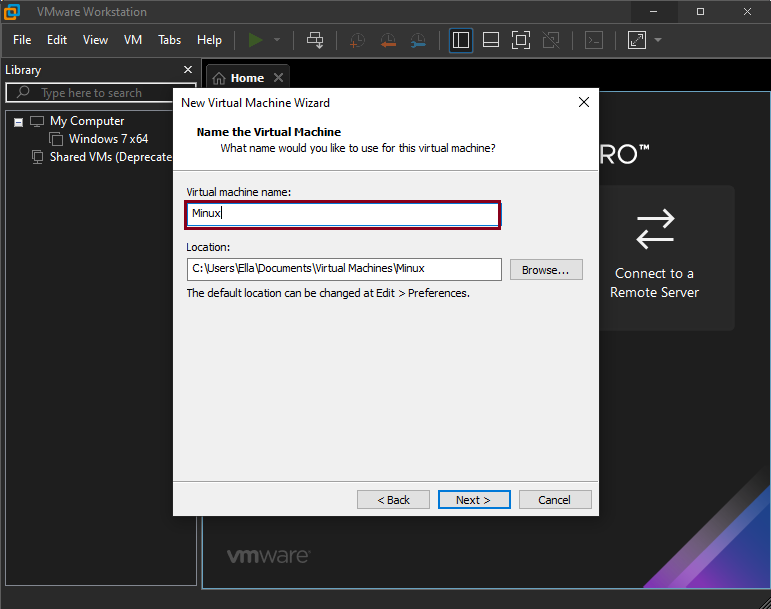 VMware Workstation
File Edit View VM Tabs Help
Library
Home
Type here to search
My Computer
Windows 7 x64
Shared VMs (Deprecate
RO™
Connect to a
Remote Server
New Virtual Machine Wizard
Name the Virtual Machine
What name would you like to use for this virtual machine?
Virtual machine name:
Minux
Location:
C:\Users\Ella\Documents\Virtual Machines\Minux
Browse...
The default location can be changed at Edit > Preferences.
< Back
Next >
Cancel
vmware®